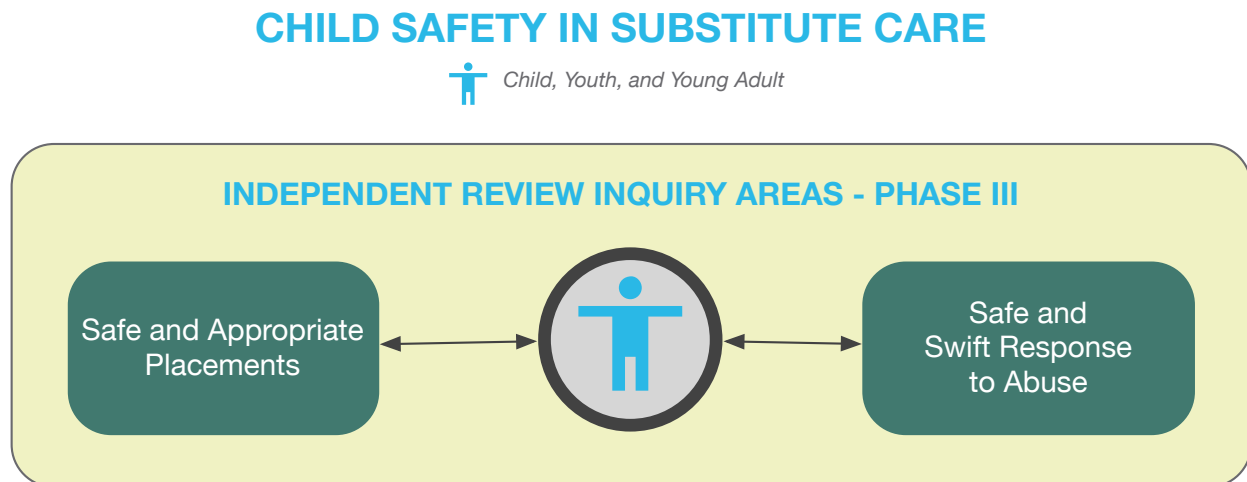 CHILD SAFETY IN SUBSTITUTE CARE
Child, Youth, and Young Adult
INDEPENDENT REVIEW INQUIRY AREAS - PHASE III
Safe and Appropriate
Placements
Safe and
Swift Response
to Abuse